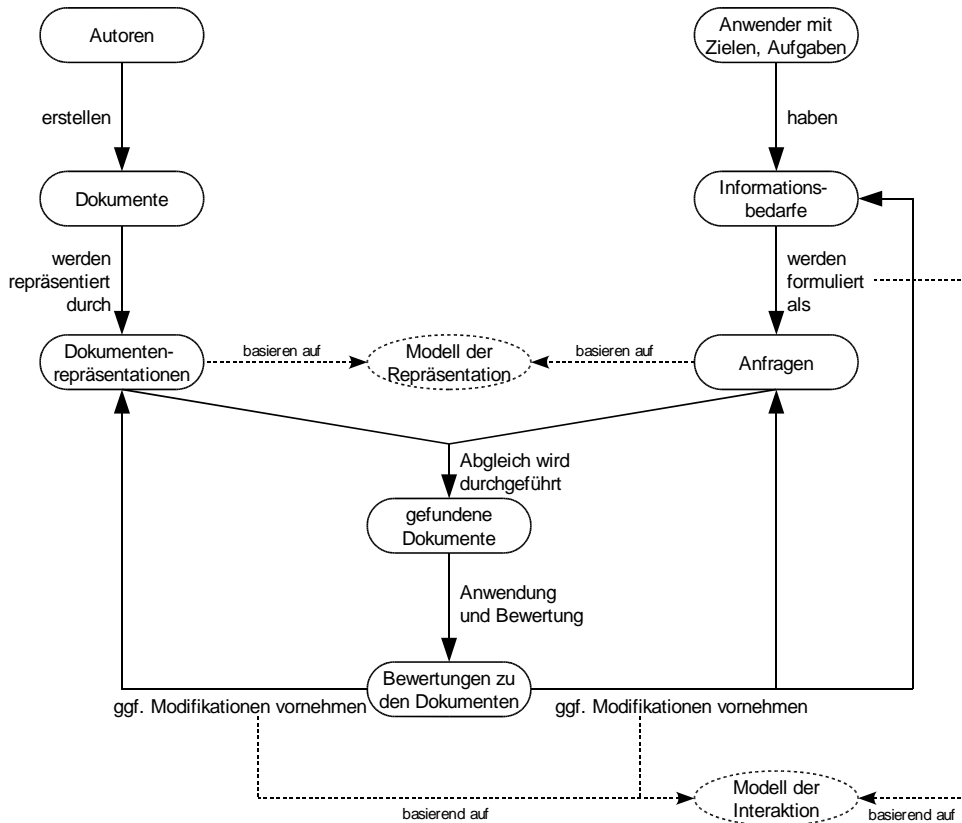 Autoren
Anwender mit
Zielen, Aufgaben
erstellen
haben
Dokumente
Informations-
bedarfe
werden
repräsentiert
durch
werden
formuliert
als
Dokumenten-
repräsentationen
basieren auf
Modell der
Repräsentation
basieren auf
Anfragen
Abgleich wird
durchgeführt
gefundene
Dokumente
Anwendung
und Bewertung
Bewertungen zu
den Dokumenten
ggf. Modifikationen vornehmen
ggf. Modifikationen vornehmen
Modell der
Interaktion
basierend auf
basierend auf